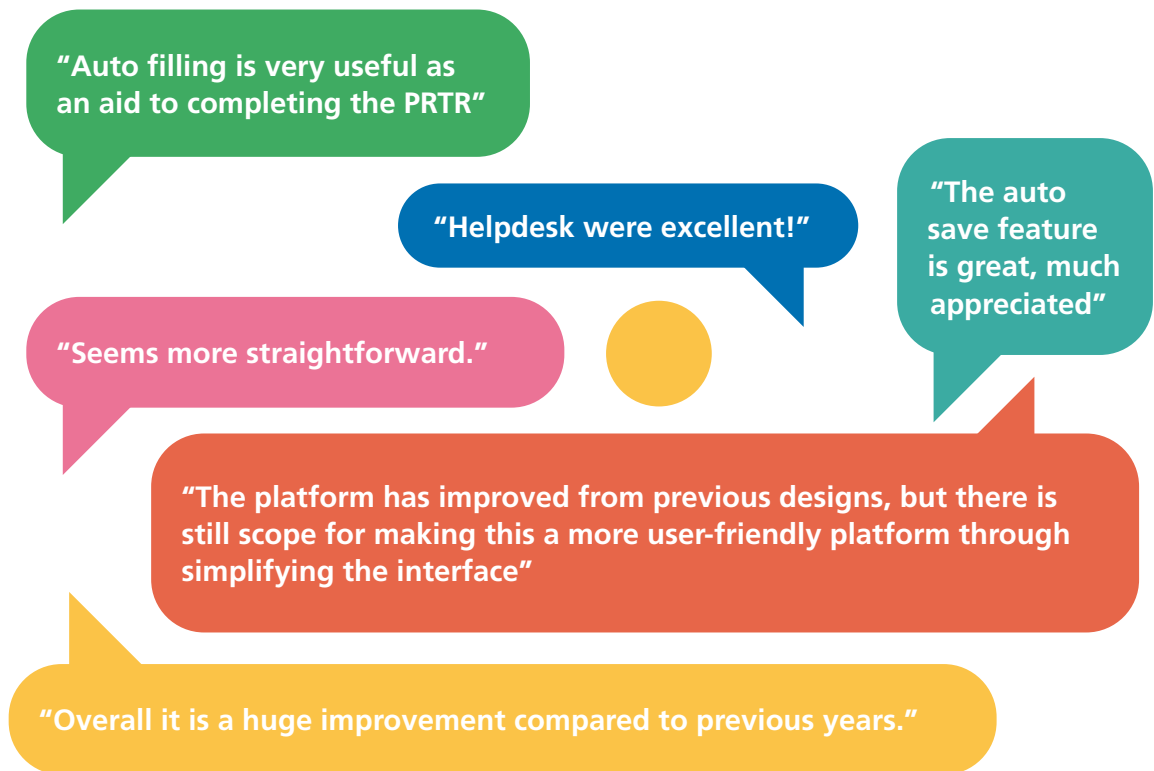 “Auto filling is very useful as
an aid to completing the PRTR”
“Helpdesk were excellent!”
“The auto
save feature
is great, much
appreciated”
“Seems more straightforward.”
“The platform has improved from previous designs, but there is
still scope for making this a more user-friendly platform through
simplifying the interface”
“Overall it is a huge improvement compared to previous years.”